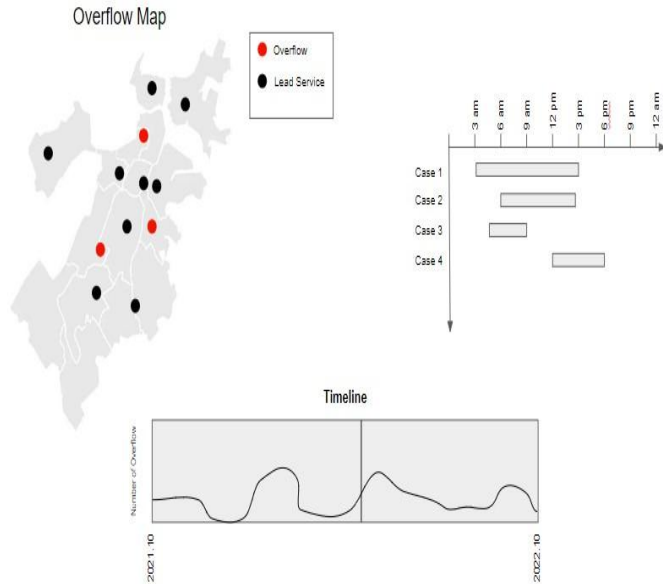 Overflow Map
Overflow
Lead Service
3 am
6 am
9 am
12 pm
3 pm
6 pm
9 pm
12 am
Case 1
Case 2
Case 3
Case 4
Timeline
Number of Overflow
2021.10
2022.10